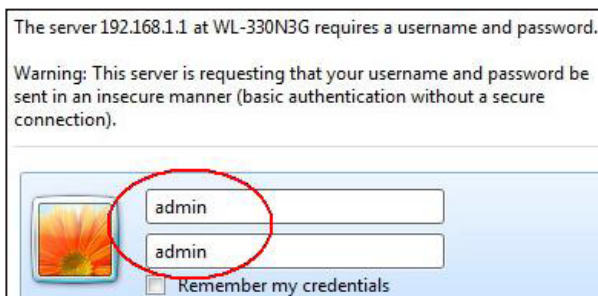 The server 192.168.1.1 at WL-330N3G requires a username and password.
Warning: This server is requesting that your username and password be
sent in an insecure manner (basic authentication without a secure
connection).
admin
admin
Remember my credentials